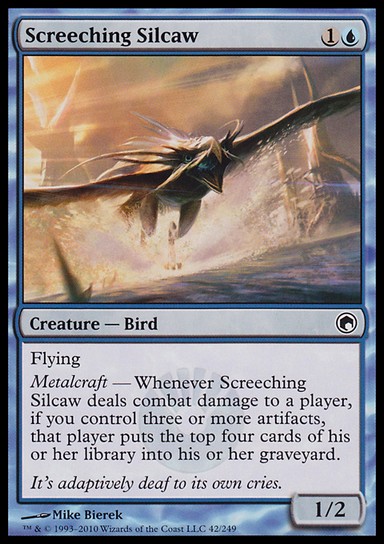 Screeching Silcaw 1
Creature — Bird
Flying
Metalcraft — Whenever Screeching
Silcaw deals combat damage to a player,
if you control three or more artifacts,
that player puts the top four cards of his
or her library into his or her graveyard.
It's adaptively deaf to its own cries.
Mike Bierek
1/2
™ & © 1993–2010 Wizards of the Coast LLC 42/249